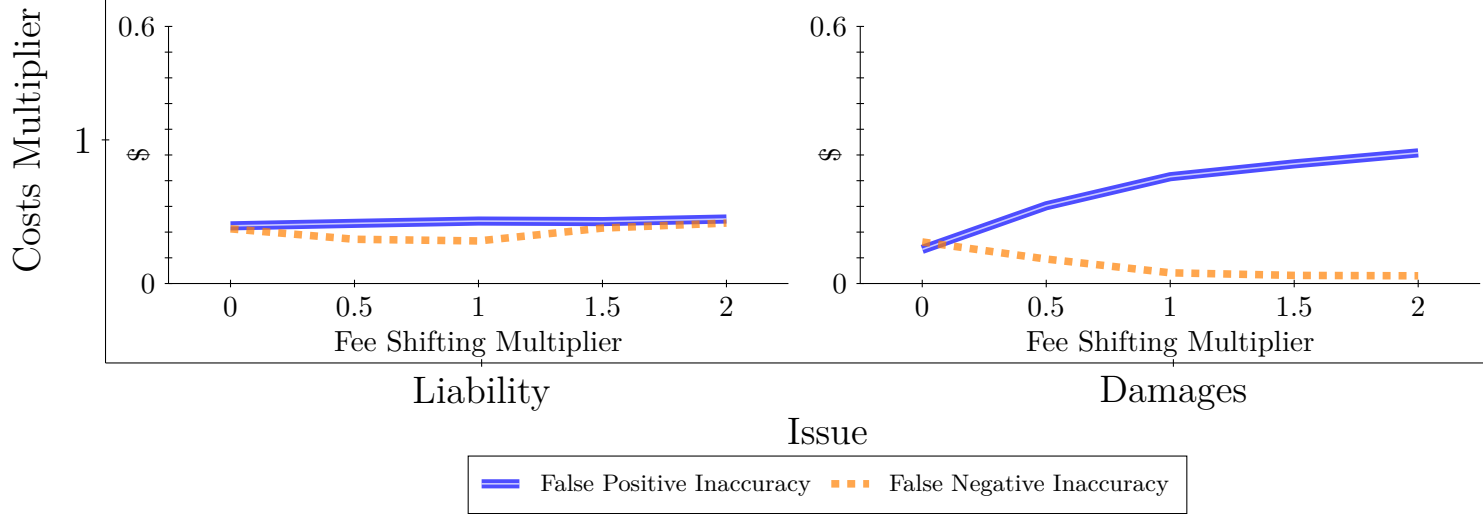 Costs Multiplier
1
0.6
$
0
0 0.5 1 1.5 2
Fee Shifting Multiplier
0.6
$
0
0 0.5 1 1.5 2
Fee Shifting Multiplier
Liability
Damages
Issue
False Positive Inaccuracy
False Negative Inaccuracy